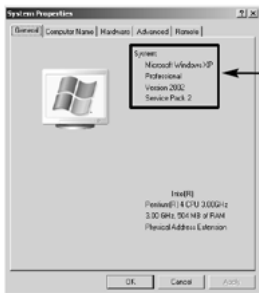 System Properties
General Computer Name Hardware Advanced Remote
System:
Microsoft Windows XP
Professional
Version 2002
Service Pack 2
Intel(R)
Pentium(R) 4 CPU 3.00GHz
3.00 GHz, 504 MB of RAM
Physical Address Extension
OK Cancel Apply